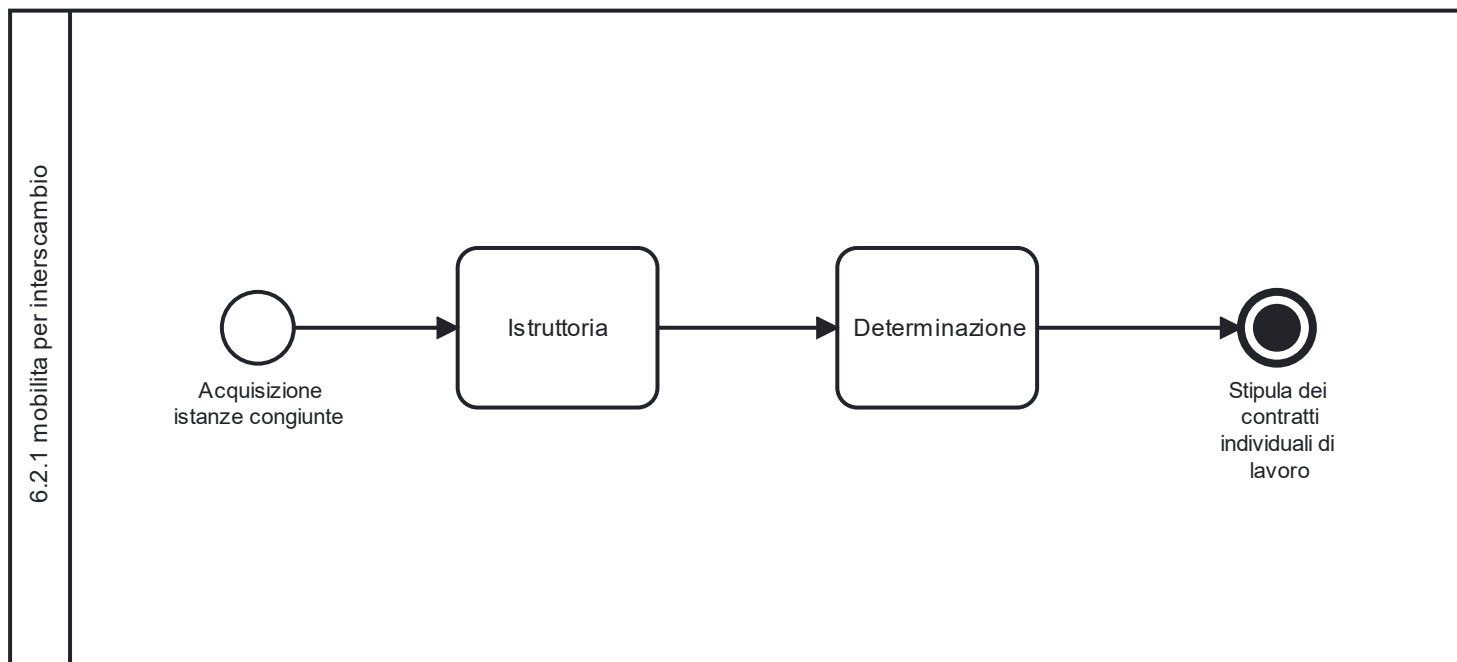 6.2.1 mobilita per interscambio
Acquisizione
istanze congiunte
Istruttoria
Determinazione
Stipula dei
contratti
individuali di
lavoro